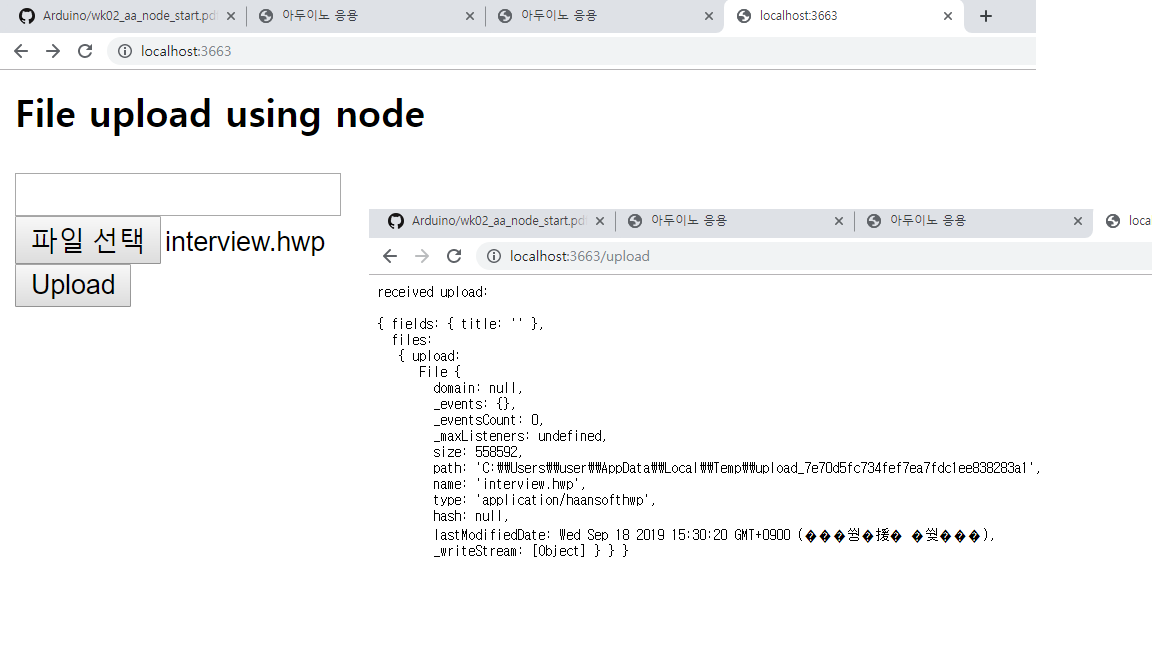 Arduino/wk02_aa_node_start.pd
아두이노 응용
아두이노 응용
localhost:3663
localhost:3663
File upload using node
파일 선택 interview.hwp
Upload
Arduino/wk02_aa_node_start.pd
아두이노 응용
아두이노 응용
loca
localhost:3663/upload
received upload:
{ fields: { title: '' },
files:
{ upload:
File {
domain: null,
_events: {},
_eventsCount: 0,
_maxListeners: undefined,
size: 558592,
path: 'C:₩₩Users₩₩user₩₩AppData₩₩Local₩₩Temp₩₩upload_7e70d5fc734fef7ea7fdc1ee838283a1',
name: 'interview.hwp',
type: 'application/haansofthwp',
hash: null,
lastModifiedDate: Wed Sep 18 2019 15:30:20 GMT+0900 (���),
_writeStream: [Object] } } }